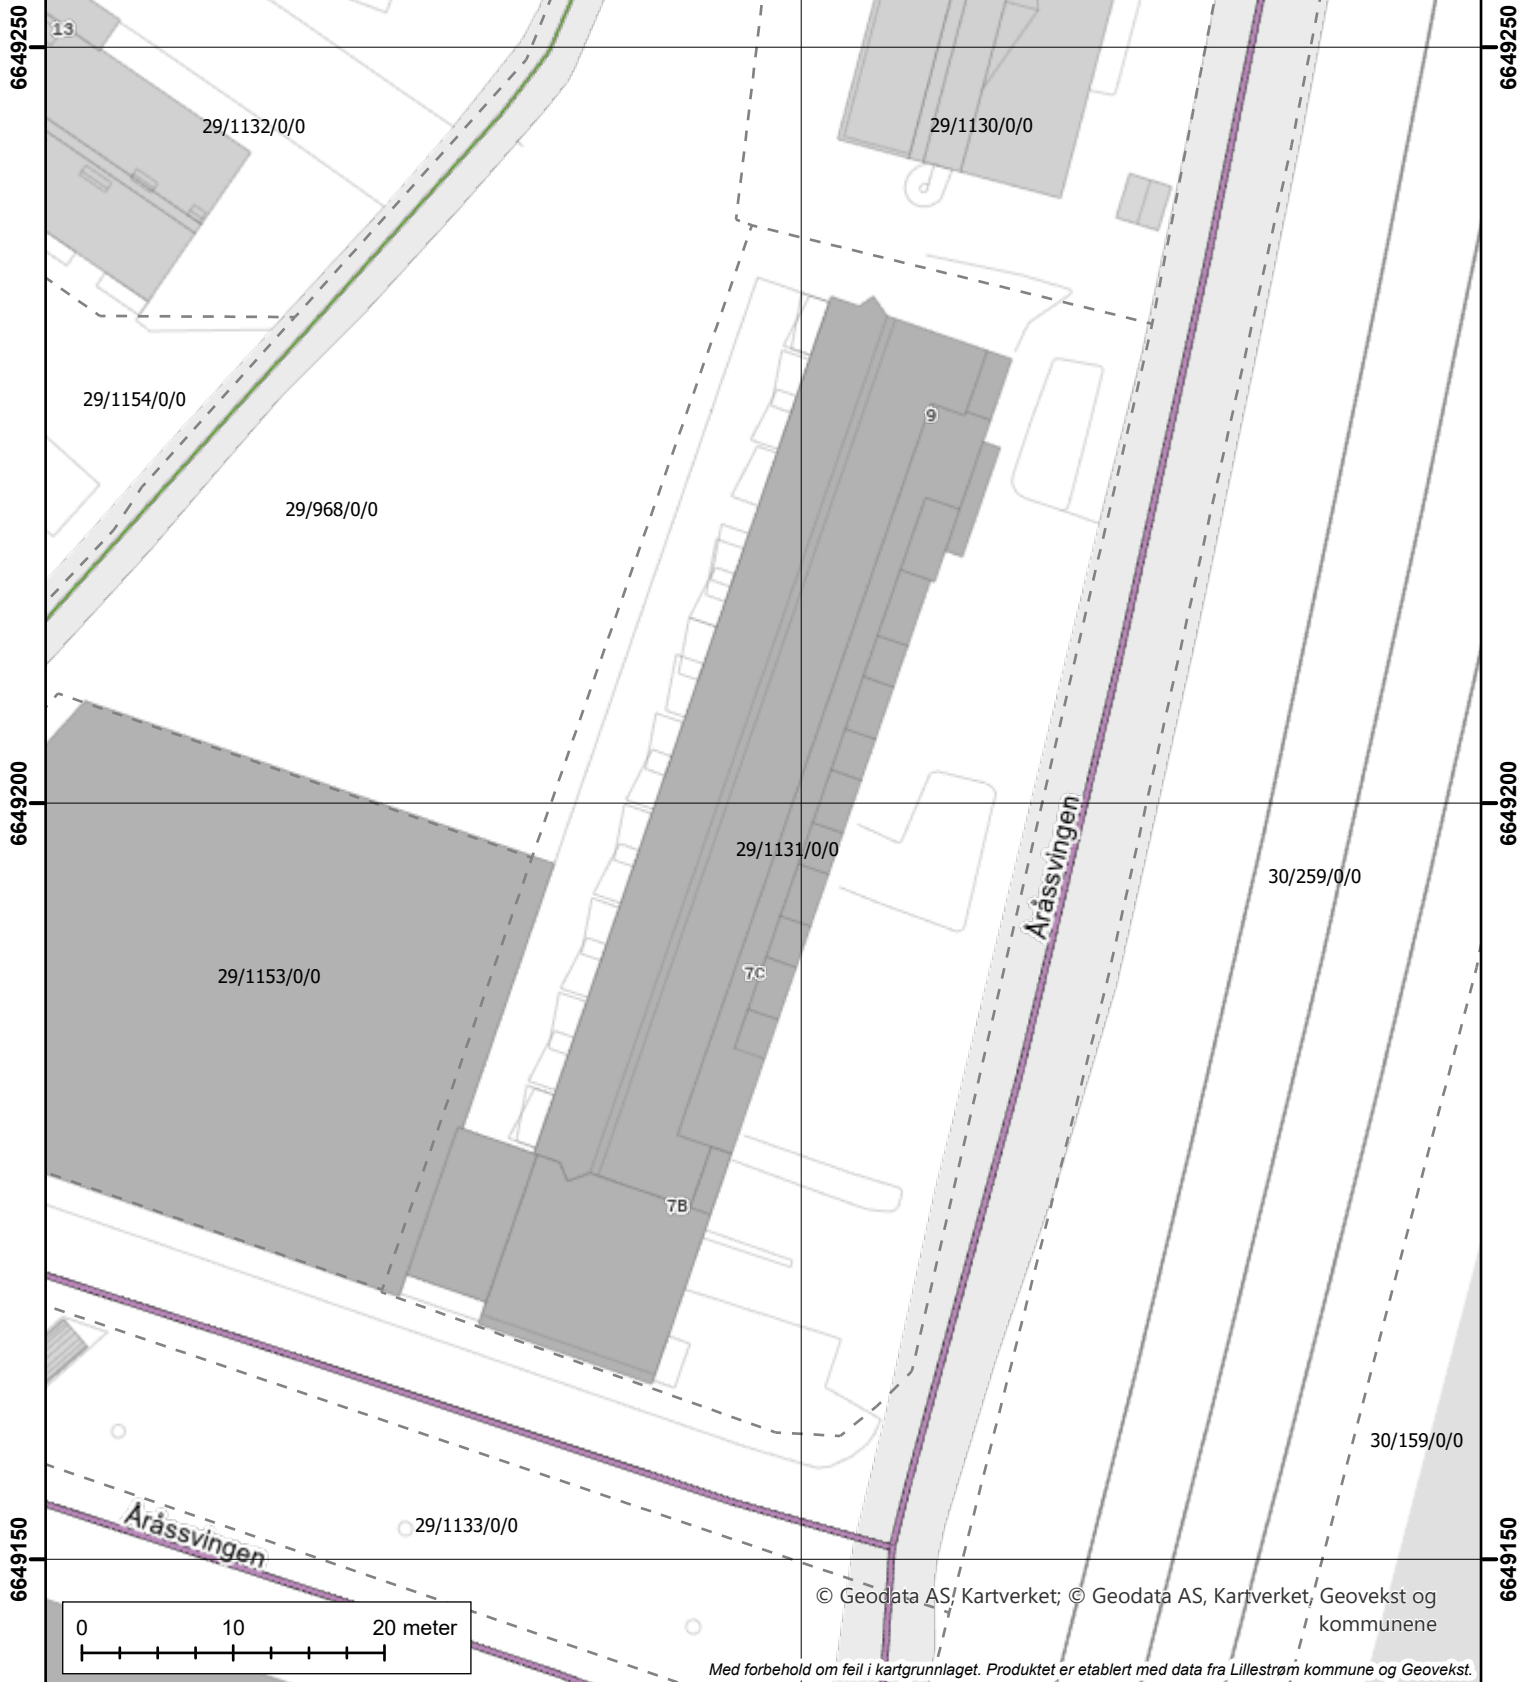 6649250
6649250
13
29/1132/0/0
29/1130/0/0
29/1154/0/0
9
29/968/0/0
6649200
6649200
Åråssvingen
29/1131/0/0
30/259/0/0
29/1153/0/0
7C
7B
30/159/0/0
Åråssvingen
29/1133/0/0
6649150
6649150
© Geodata AS, Kartverket; © Geodata AS, Kartverket, Geovekst og
kommunene
0 10 20 meter
Med forbehold om feil i kartgrunnlaget. Produktet er etablert med data fra Lillestrøm kommune og Geovekst.